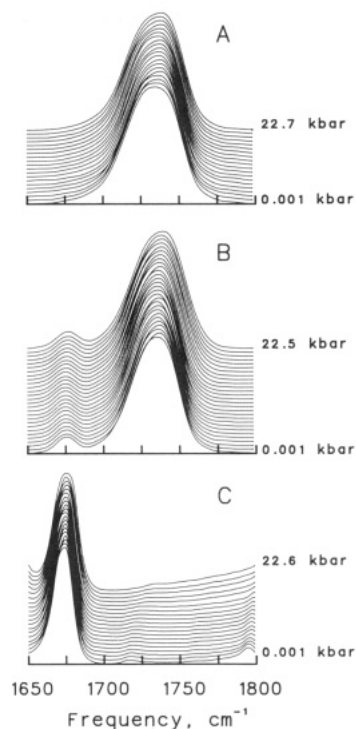 A
22.7 kbar
0.001 kbar
B
22.5 kbar
0.001 kbar
C
22.6 kbar
0.001 kbar
1650 1700 1750 1800
Frequency, cm⁻¹